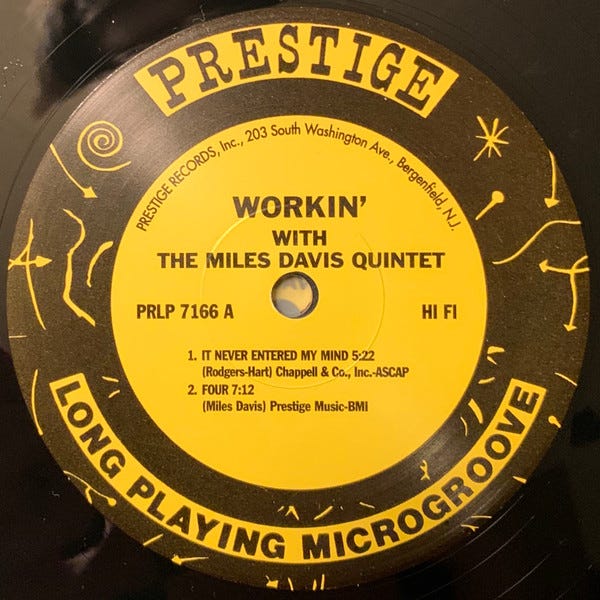 PRESTIGE
PRESTIGE RECORDS, Inc., 203 South Washington Ave., Bergenfield, N.J.
WORKIN'
WITH
THE MILES DAVIS QUINTET
PRLP 7166 A HI FI
1. IT NEVER ENTERED MY MIND 5:22
(Rodgers-Hart) Chappell & Co., Inc.-ASCAP
2. FOUR 7:12
(Miles Davis) Prestige Music-BMI
LONG PLAYING MICROGROOVE